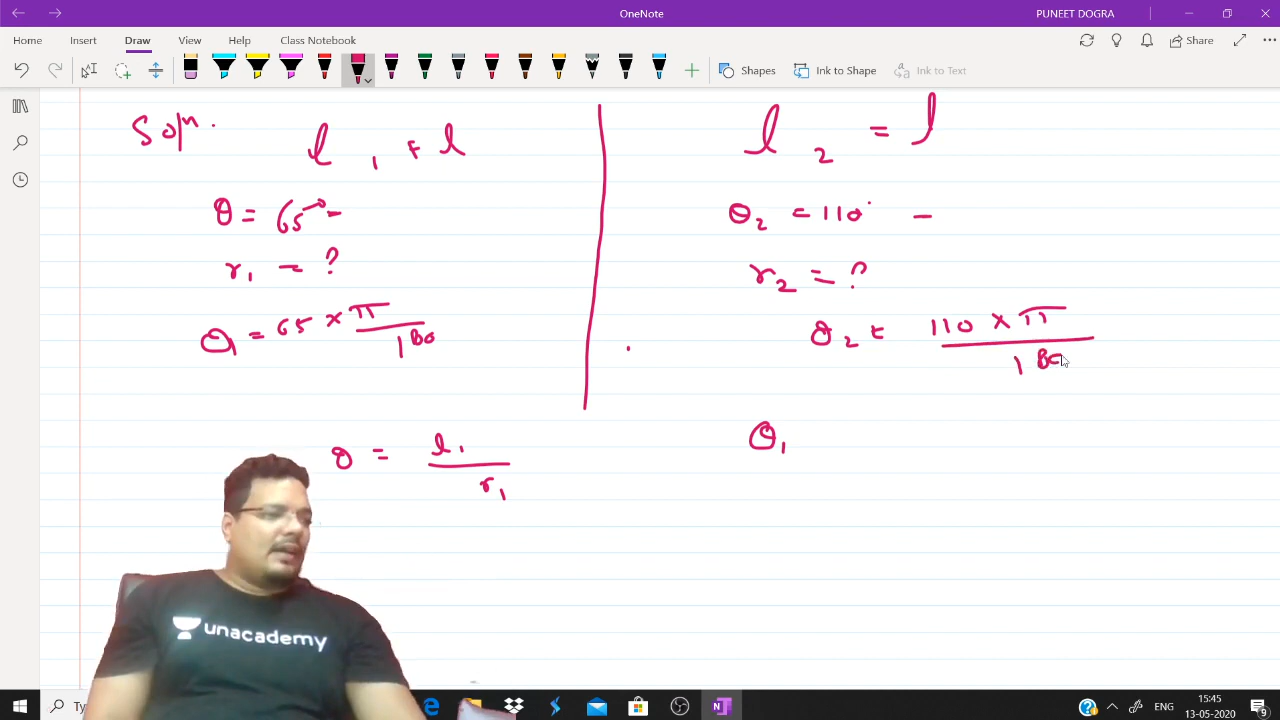 OneNote
PUNEET DOGRA
Home Insert Draw View Help Class Notebook
Share
Shapes Ink to Shape Ink to Text
Solⁿ.
l₁ = l
θ = 65° -
r₁ = ?
θ₁ = 65 × π / 180
l₂ = l
θ₂ = 110° -
r₂ = ?
θ₂ = 110 × π / 180
θ = l₁ / r₁
θ₁
unacademy
Ty
ENG
15:45
13-05-2020
9